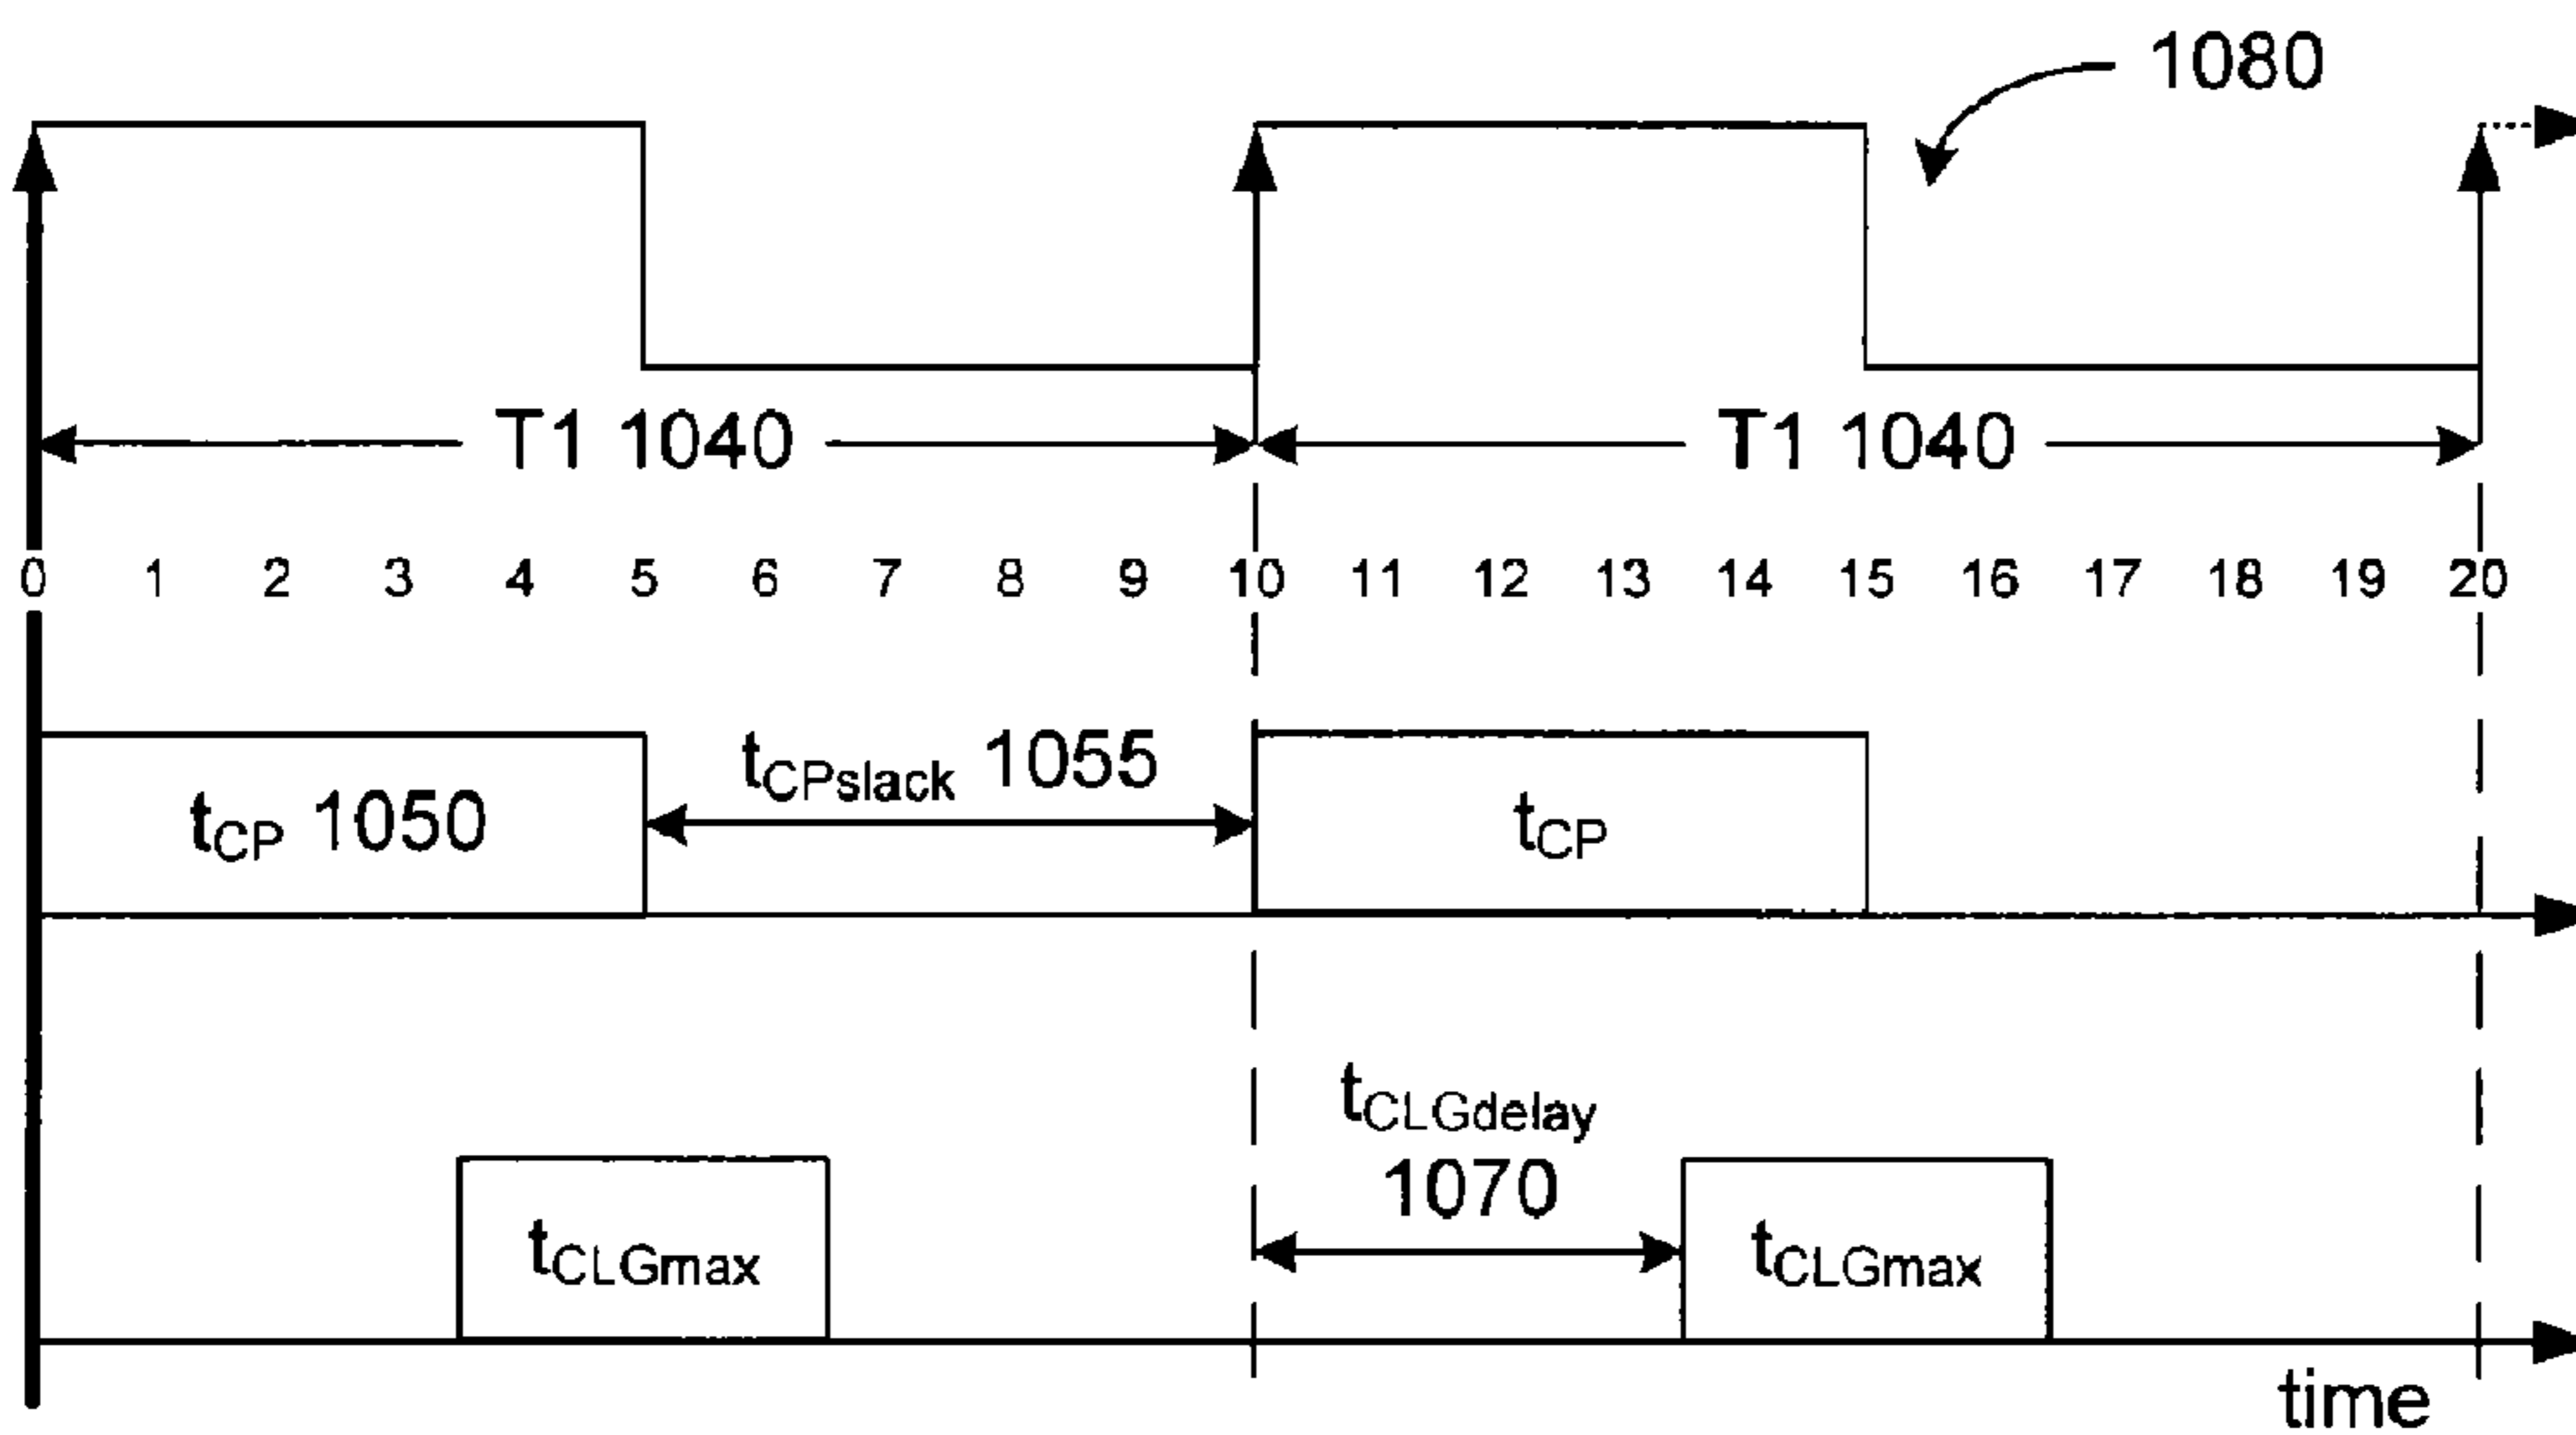 1080
T1 1040 T1 1040
0 1 2 3 4 5 6 7 8 9 10 11 12 13 14 15 16 17 18 19 20
tCP 1050 tCPslack 1055 tCP
tCLGdelay
1070
tCLGmax tCLGmax
time